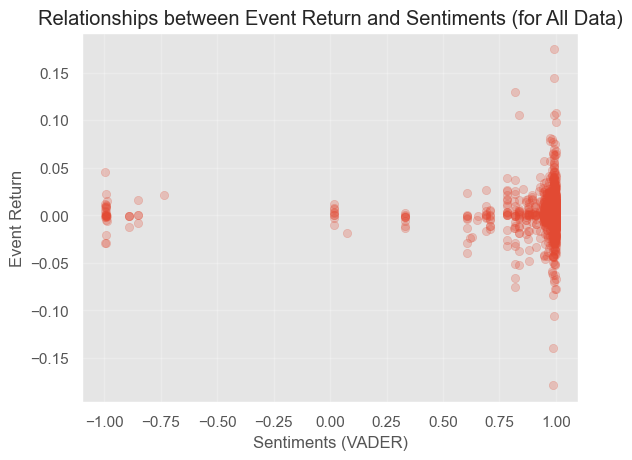 Relationships between Event Return and Sentiments (for All Data)
Event Return
0.15
0.10
0.05
0.00
−0.05
−0.10
−0.15
−1.00 −0.75 −0.50 −0.25 0.00 0.25 0.50 0.75 1.00
Sentiments (VADER)